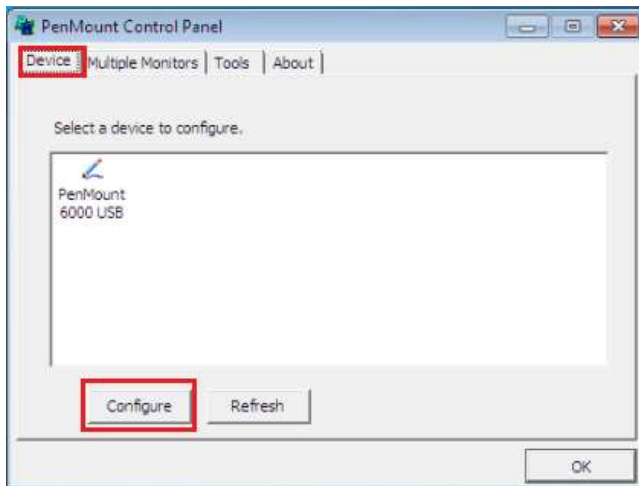 PenMount Control Panel
Device Multiple Monitors Tools About
Select a device to configure.
PenMount
6000 USB
Configure Refresh
OK